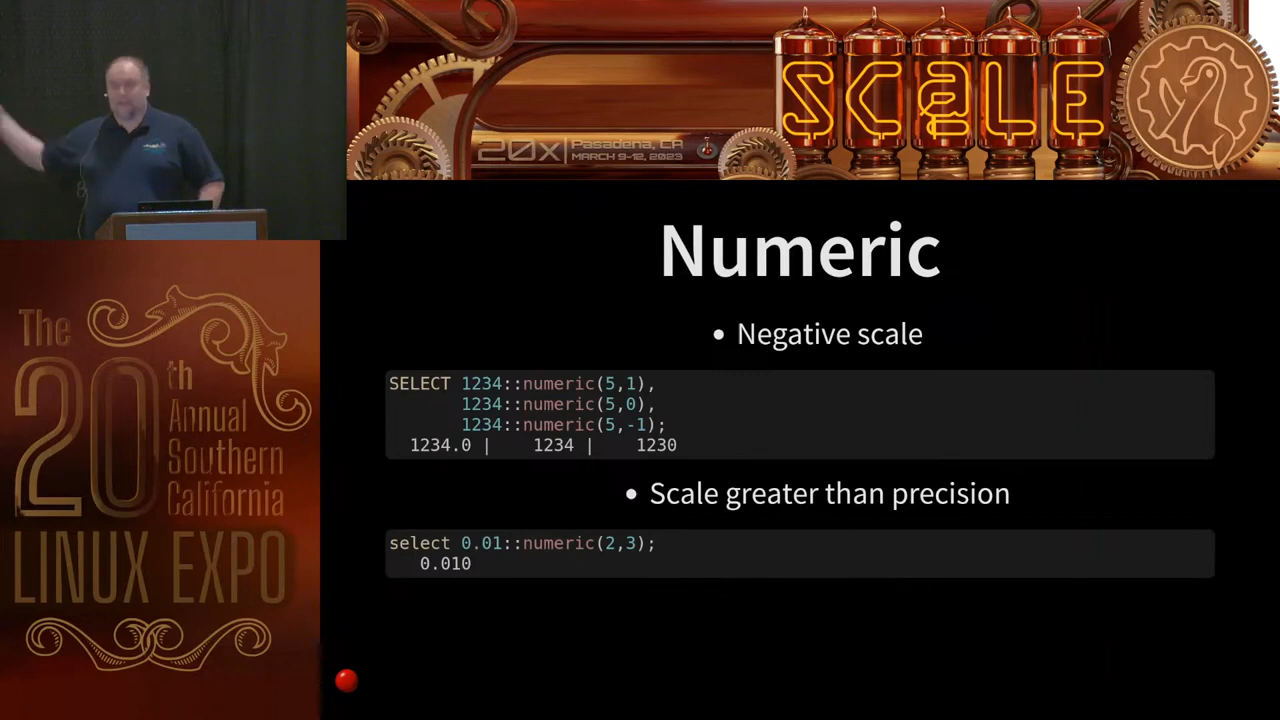 SCaLE
20x
Pasadena, CA
MARCH 9-12, 2023
The
20th
Annual
Southern
California
LINUX EXPO
Numeric
• Negative scale
SELECT 1234::numeric(5,1),
1234::numeric(5,0),
1234::numeric(5,-1);
1234.0 | 1234 | 1230
• Scale greater than precision
select 0.01::numeric(2,3);
0.010